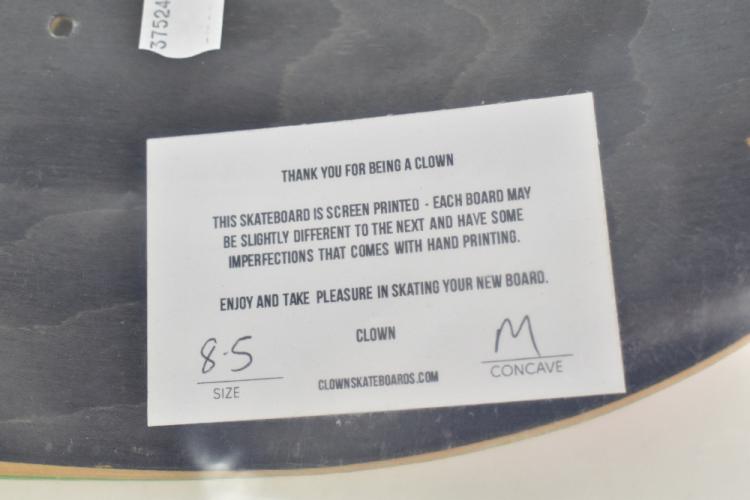 37524
THANK YOU FOR BEING A CLOWN
THIS SKATEBOARD IS SCREEN PRINTED - EACH BOARD MAY
BE SLIGHTLY DIFFERENT TO THE NEXT AND HAVE SOME
IMPERFECTIONS THAT COMES WITH HAND PRINTING.
ENJOY AND TAKE PLEASURE IN SKATING YOUR NEW BOARD.
CLOWN
8.5
SIZE
CLOWNSKATEBOARDS.COM
M
CONCAVE